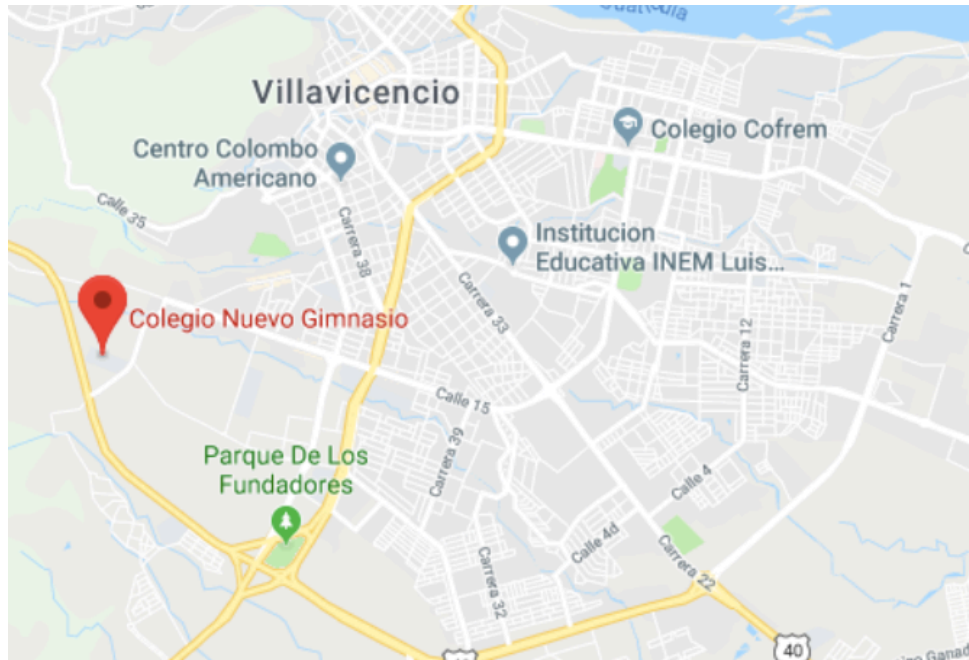 Villavicencio
Colegio Cofrem
Centro Colombo
Americano
Calle 35
Carrera 38
Institucion
Educativa INEM Luis...
Carrera 33
Carrera 1
Colegio Nuevo Gimnasio
Carrera 12
Calle 15
Carrera 39
Parque De Los
Fundadores
Calle 4
Calle 4d
Carrera 22
Carrera 32
40